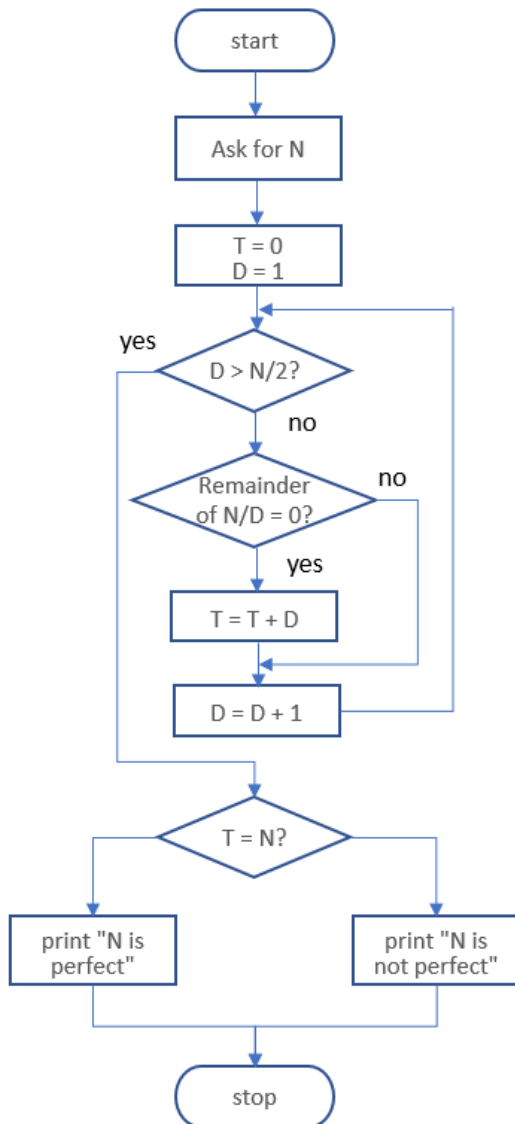 start
Ask for N
T = 0
D = 1
yes
D > N/2?
no
Remainder
of N/D = 0?
no
yes
T = T + D
D = D + 1
T = N?
print "N is
perfect"
print "N is
not perfect"
stop